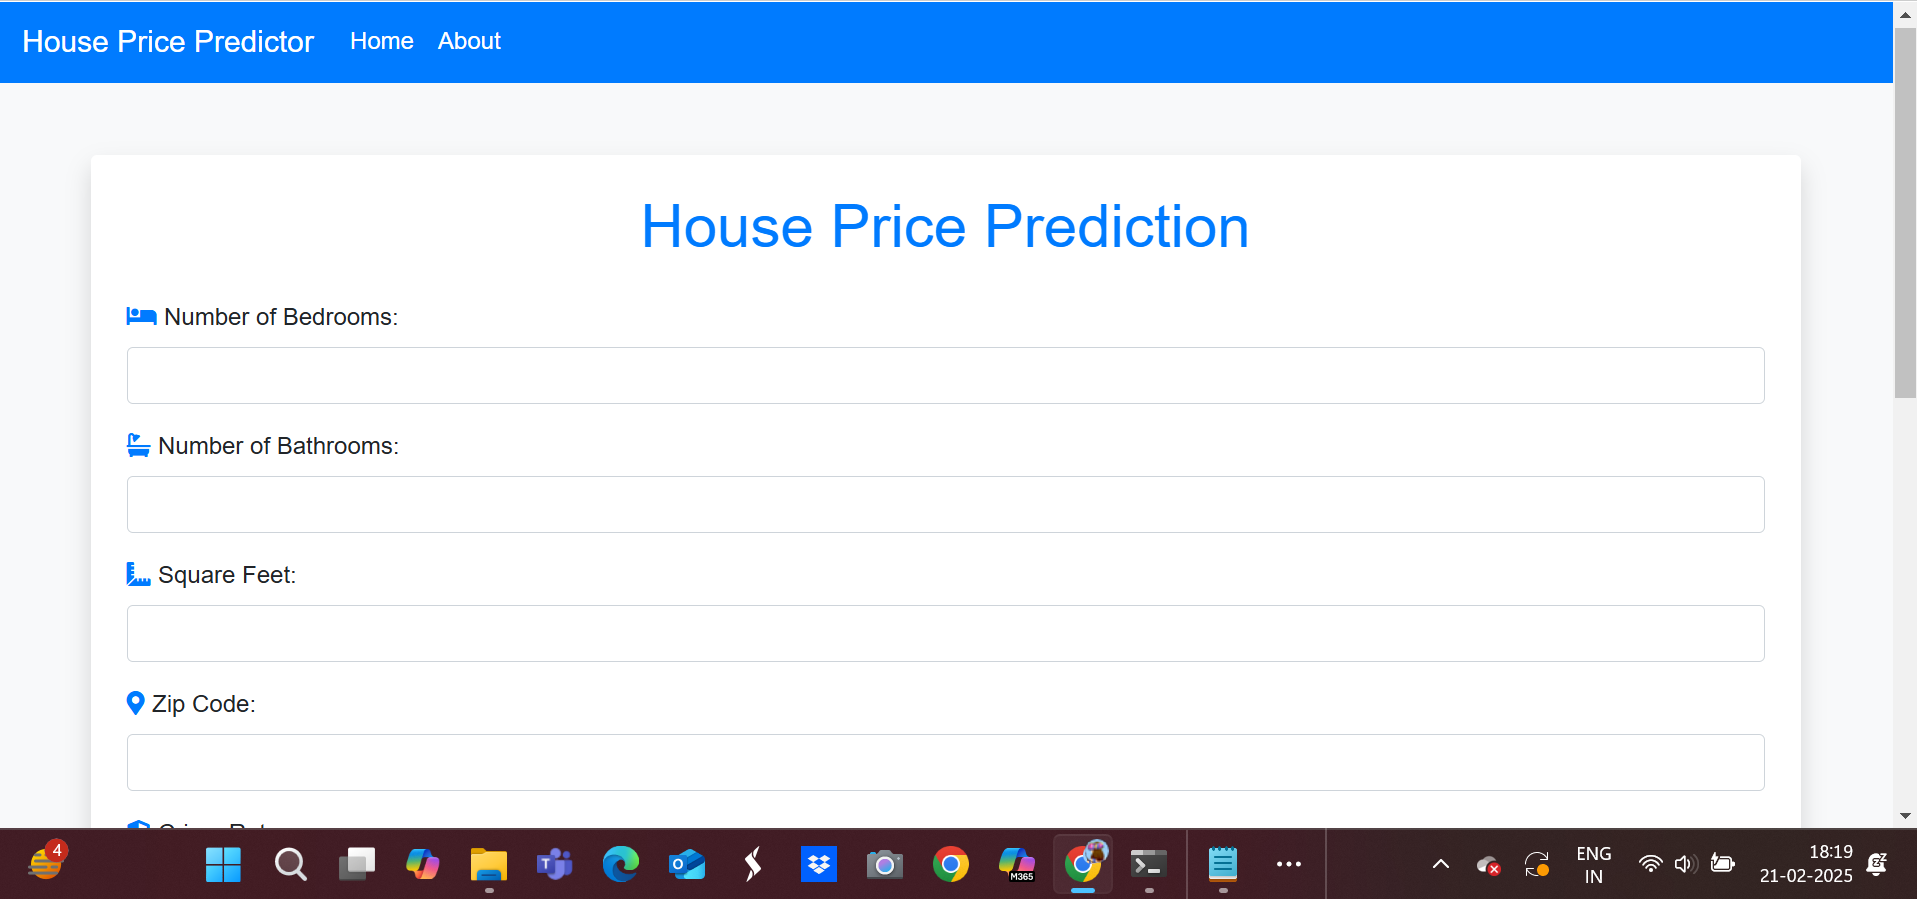 House Price Predictor Home About
House Price Prediction
Number of Bedrooms:
Number of Bathrooms:
Square Feet:
Zip Code:
4
M365
ENG
IN
18:19
21-02-2025